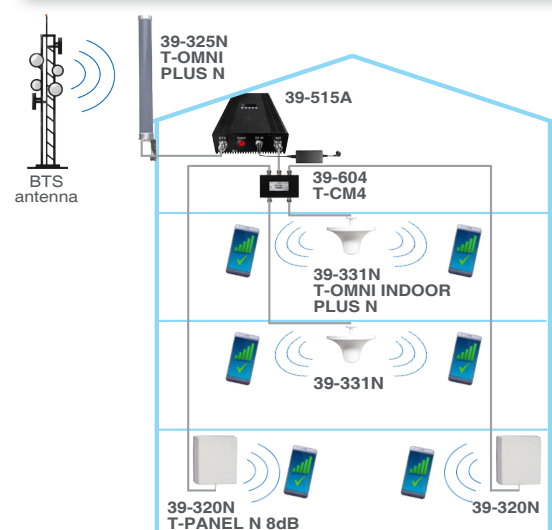 39-325N
T-OMNI
PLUS N
39-515A
BTS
antenna
39-604
T-CM4
39-331N
T-OMNI INDOOR
PLUS N
39-331N
39-320N
T-PANEL N 8dB
39-320N